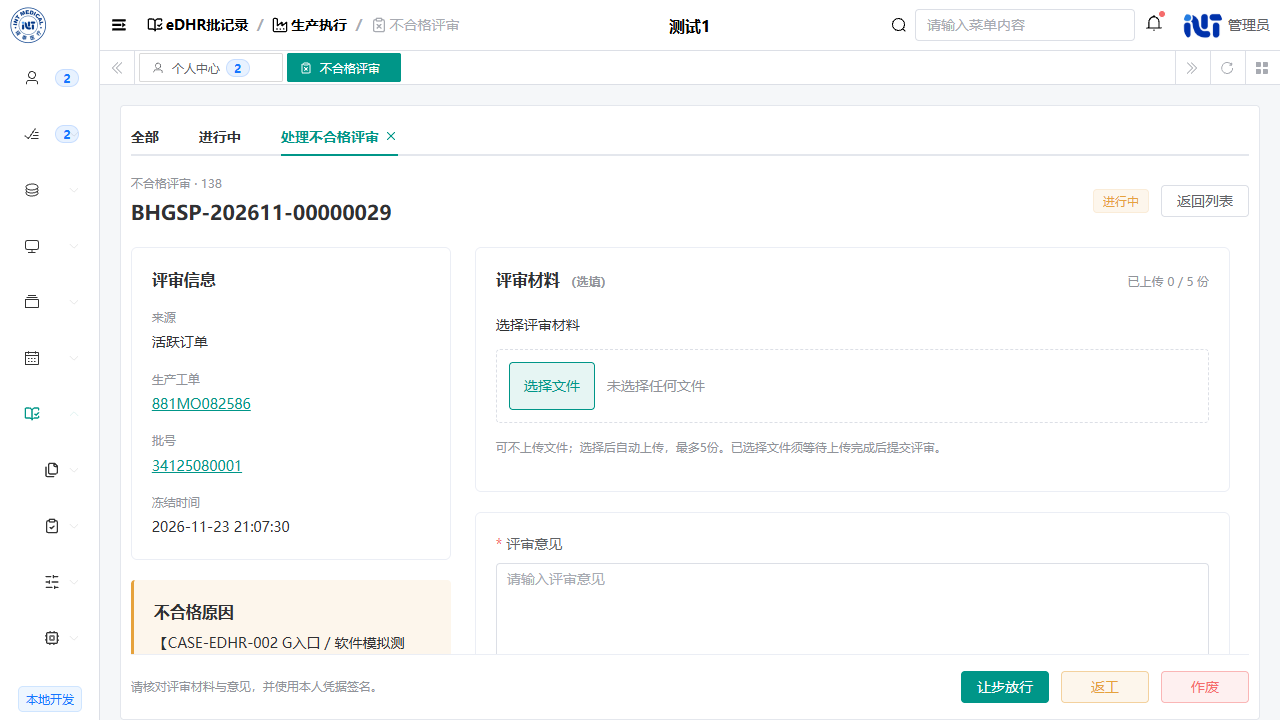 eDHR批记录 / 生产执行 / 不合格评审
测试1
请输入菜单内容
INT
管理员
个人中心 2
不合格评审
2
2
全部
进行中
处理不合格评审
不合格评审 · 138
BHGSP-202611-00000029
进行中
返回列表
评审信息
来源
活跃订单
生产工单
881MO082586
批号
34125080001
冻结时间
2026-11-23 21:07:30
不合格原因
【CASE-EDHR-002 G入口 / 软件模拟测
评审材料 (选填)
已上传 0 / 5 份
选择评审材料
选择文件 未选择任何文件
可不上传文件；选择后自动上传，最多5份。已选择文件须等待上传完成后提交评审。
* 评审意见
请输入评审意见
请核对评审材料与意见，并使用本人凭据签名。
让步放行
返工
作废
本地开发